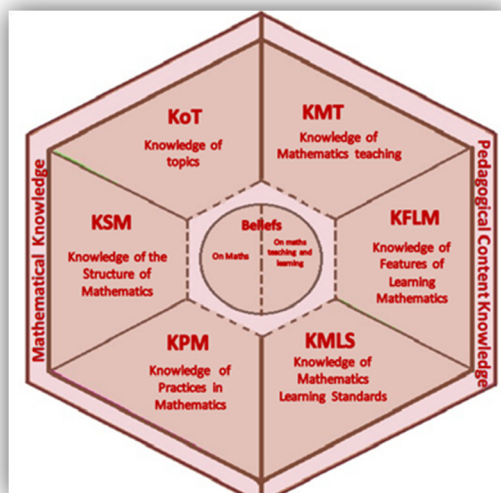 KoT
Knowledge of
topics
KMT
Knowledge of
Mathematics teaching
Mathematical Knowledge
Pedagogical Content Knowledge
KSM
Knowledge of the
Structure of
Mathematics
Beliefs
On Maths
On maths
teaching and
learning
KFLM
Knowledge of
Features of
Learning
Mathematics
KPM
Knowledge of
Practices in
Mathematics
KMLS
Knowledge of
Mathematics
Learning Standards